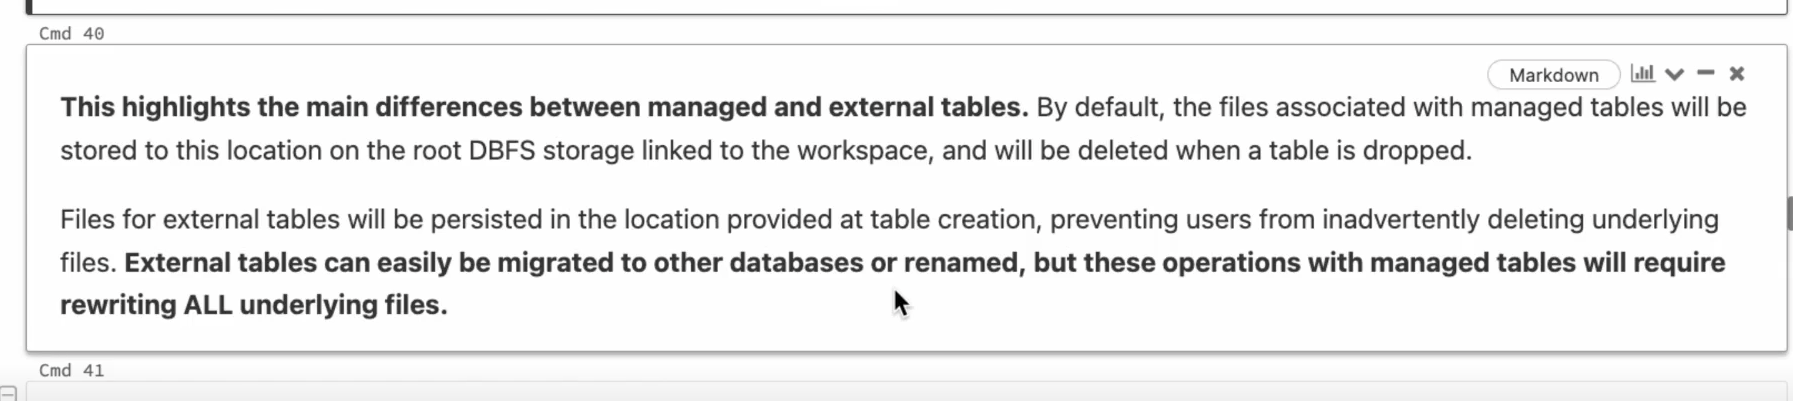 Cmd 40
Markdown
This highlights the main differences between managed and external tables. By default, the files associated with managed tables will be
stored to this location on the root DBFS storage linked to the workspace, and will be deleted when a table is dropped.
Files for external tables will be persisted in the location provided at table creation, preventing users from inadvertently deleting underlying
files. External tables can easily be migrated to other databases or renamed, but these operations with managed tables will require
rewriting ALL underlying files.
Cmd 41